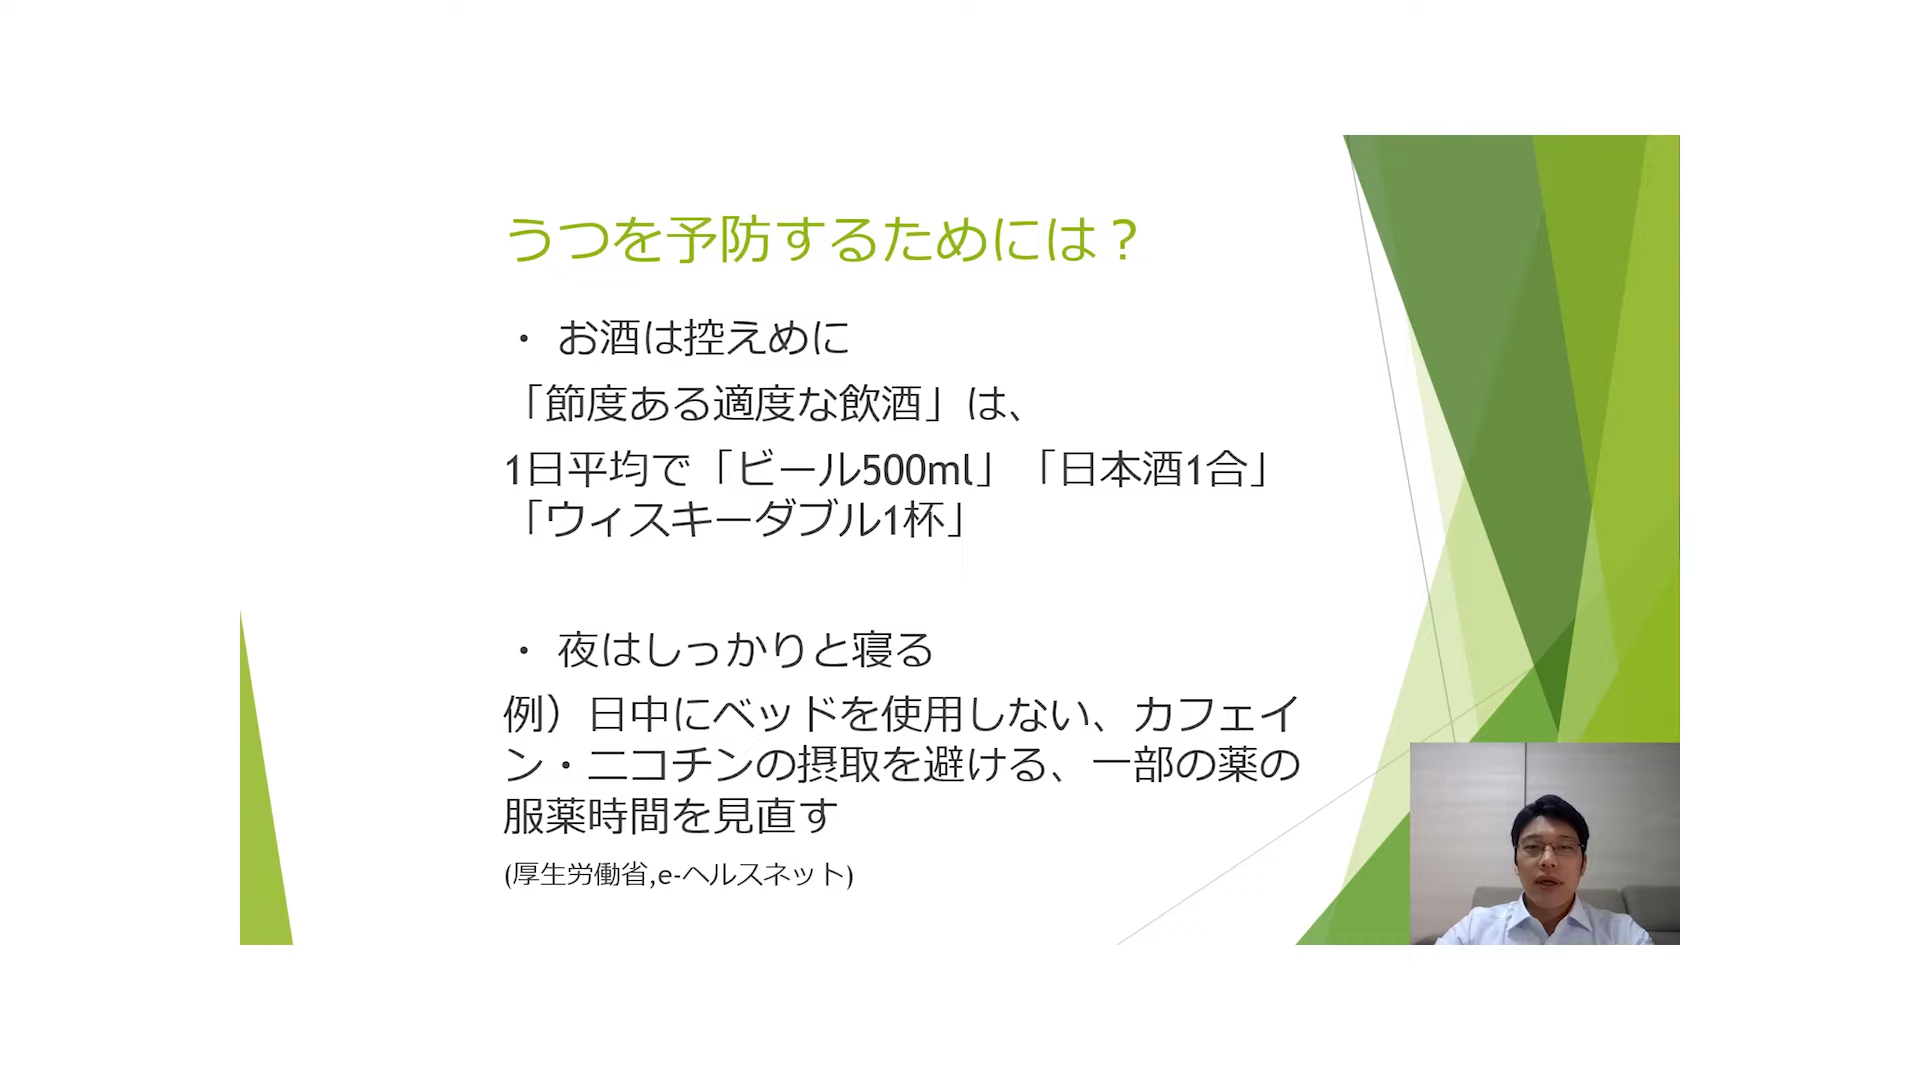 うつを予防するためには？
・ お酒は控えめに
「節度ある適度な飲酒」は、
1日平均で「ビール500ml」「日本酒1合」
「ウィスキーダブル1杯」
・ 夜はしっかりと寝る
例）日中にベッドを使用しない、カフェイ
ン・ニコチンの摂取を避ける、一部の薬の
服薬時間を見直す
(厚生労働省,e-ヘルスネット)